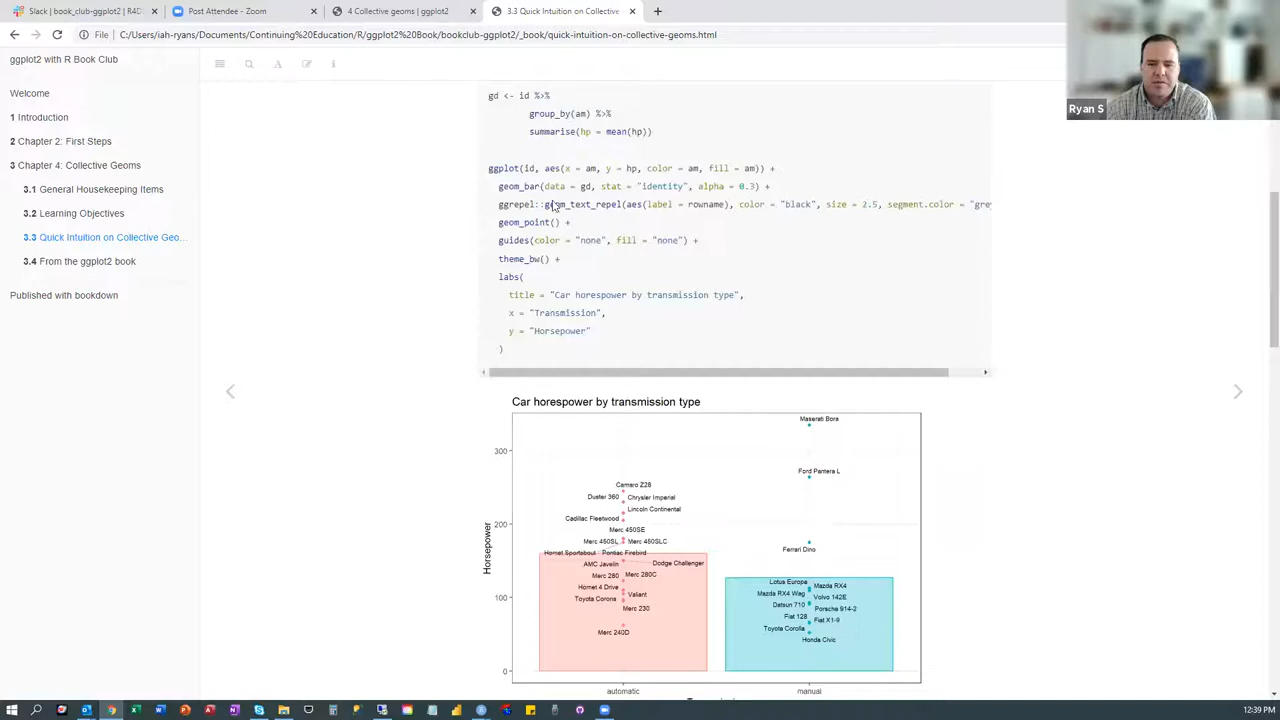 Slack | book_club-ggplot2 | R4D
Post Attendee - Zoom
4 Collective geoms | ggplot2
3.3 Quick Intuition on Collective
File
C:/Users/iah-ryans/Documents/Continuing%20Education/R/ggplot2%20Book/bookclub-ggplot2/_book/quick-intuition-on-collective-geoms.html
Ryan S
ggplot2 with R Book Club
Welcome
1 Introduction
2 Chapter 2: First Steps
3 Chapter 4: Collective Geoms
3.1 General Housekeeping Items
3.2 Learning Objectives
3.3 Quick Intuition on Collective Geo...
3.4 From the ggplot2 book
Published with bookdown
gd <- id %>%
group_by(am) %>%
summarise(hp = mean(hp))
ggplot(id, aes(x = am, y = hp, color = am, fill = am)) +
geom_bar(data = gd, stat = "identity", alpha = 0.3) +
ggrepel::geom_text_repel(aes(label = rowname), color = "black", size = 2.5, segment.color = "grey
geom_point() +
guides(color = "none", fill = "none") +
theme_bw() +
labs(
title = "Car horespower by transmission type",
x = "Transmission",
y = "Horsepower"
)
Car horespower by transmission type
Horsepower
300
200
100
0
Maserati Bora
Ford Pantera L
Camaro Z28
Duster 360
Chrysler Imperial
Lincoln Continental
Cadillac Fleetwood
Merc 450SE
Merc 450SL
Merc 450SLC
Ferrari Dino
Hornet Sportabout
Pontiac Firebird
AMC Javelin
Dodge Challenger
Merc 280
Merc 280C
Hornet 4 Drive
Valiant
Toyota Corona
Merc 230
Merc 240D
Lotus Europa
Mazda RX4
Mazda RX4 Wag
Volvo 142E
Datsun 710
Porsche 914-2
Fiat 128
Fiat X1-9
Toyota Corolla
Honda Civic
automatic
manual
12:39 PM